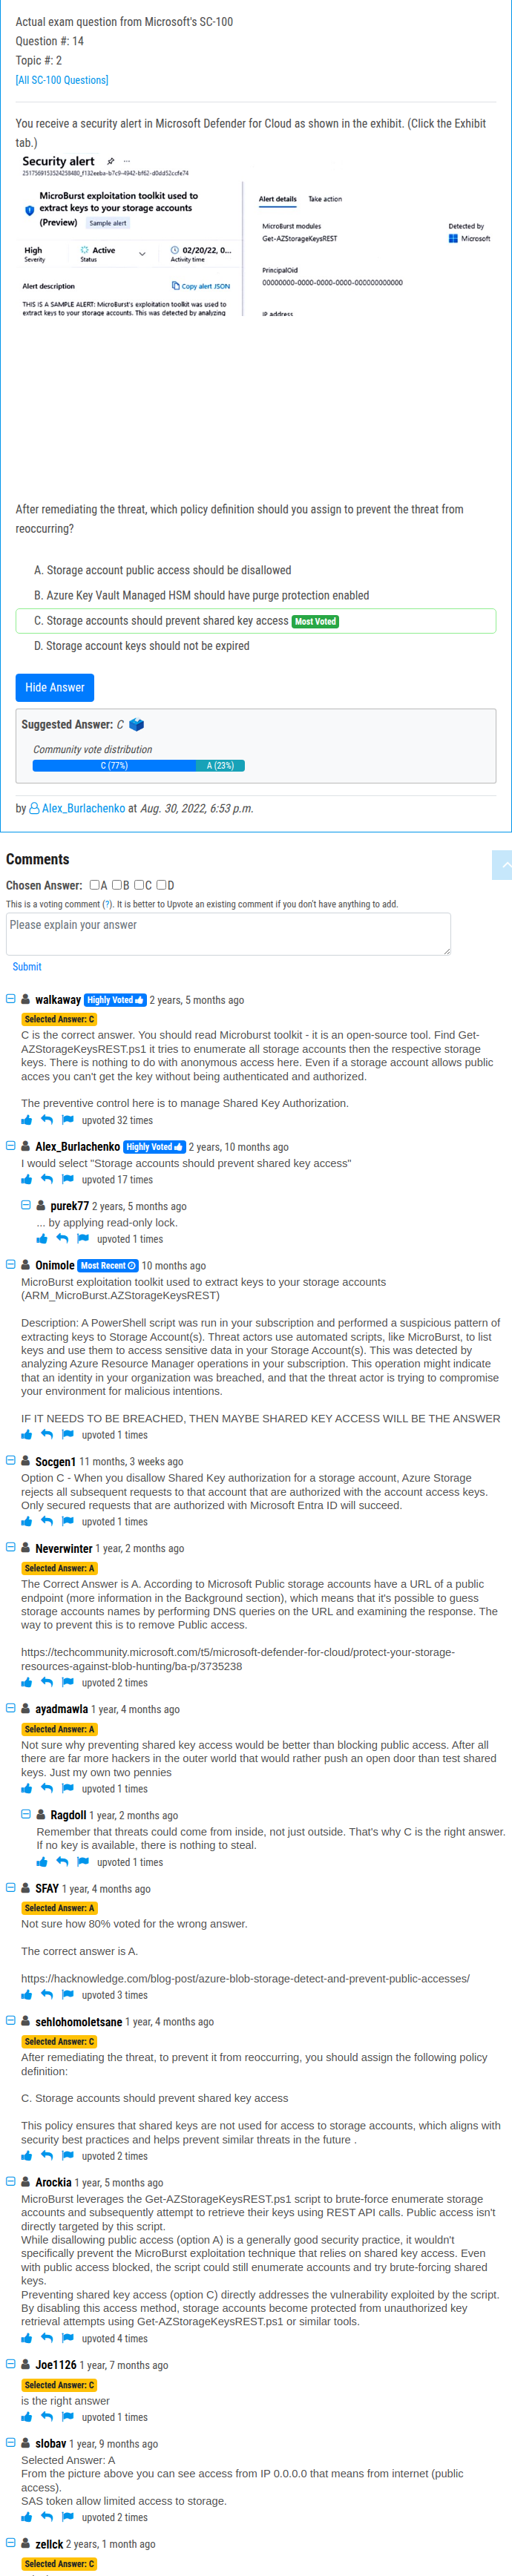 Actual exam question from Microsoft's SC-100
Question #: 14
Topic #: 2
[All SC-100 Questions]
You receive a security alert in Microsoft Defender for Cloud as shown in the exhibit. (Click the Exhibit
tab.)
Security alert
2517569153524258480_f132eeba-b7c9-4942-bf62-d0dd52ccfe74
MicroBurst exploitation toolkit used to
extract keys to your storage accounts
(Preview) Sample alert
High
Severity
Active
Status
02/20/22, 0...
Activity time
Alert description
Copy alert JSON
THIS IS A SAMPLE ALERT: MicroBurst's exploitation toolkit was used to
extract keys to your storage accounts. This was detected by analyzing
Alert details Take action
MicroBurst modules
Get-AZStorageKeysREST
Detected by
Microsoft
PrincipalOid
00000000-0000-0000-0000-000000000000
IP address
After remediating the threat, which policy definition should you assign to prevent the threat from
reoccurring?
A. Storage account public access should be disallowed
B. Azure Key Vault Managed HSM should have purge protection enabled
C. Storage accounts should prevent shared key access Most Voted
D. Storage account keys should not be expired
Hide Answer
Suggested Answer: C
Community vote distribution
C (77%) A (23%)
by Alex_Burlachenko at Aug. 30, 2022, 6:53 p.m.
Comments
Chosen Answer: A B C D
This is a voting comment (?). It is better to Upvote an existing comment if you don't have anything to add.
Please explain your answer
Submit
walkaway Highly Voted 2 years, 5 months ago
Selected Answer: C
C is the correct answer. You should read Microburst toolkit - it is an open-source tool. Find Get-
AZStorageKeysREST.ps1 it tries to enumerate all storage accounts then the respective storage
keys. There is nothing to do with anonymous access here. Even if a storage account allows public
acces you can't get the key without being authenticated and authorized.
The preventive control here is to manage Shared Key Authorization.
upvoted 32 times
Alex_Burlachenko Highly Voted 2 years, 10 months ago
I would select "Storage accounts should prevent shared key access"
upvoted 17 times
purek77 2 years, 5 months ago
... by applying read-only lock.
upvoted 1 times
Onimole Most Recent 10 months ago
MicroBurst exploitation toolkit used to extract keys to your storage accounts
(ARM_MicroBurst.AZStorageKeysREST)
Description: A PowerShell script was run in your subscription and performed a suspicious pattern of
extracting keys to Storage Account(s). Threat actors use automated scripts, like MicroBurst, to list
keys and use them to access sensitive data in your Storage Account(s). This was detected by
analyzing Azure Resource Manager operations in your subscription. This operation might indicate
that an identity in your organization was breached, and that the threat actor is trying to compromise
your environment for malicious intentions.
IF IT NEEDS TO BE BREACHED, THEN MAYBE SHARED KEY ACCESS WILL BE THE ANSWER
upvoted 1 times
Socgen1 11 months, 3 weeks ago
Option C - When you disallow Shared Key authorization for a storage account, Azure Storage
rejects all subsequent requests to that account that are authorized with the account access keys.
Only secured requests that are authorized with Microsoft Entra ID will succeed.
upvoted 1 times
Neverwinter 1 year, 2 months ago
Selected Answer: A
The Correct Answer is A. According to Microsoft Public storage accounts have a URL of a public
endpoint (more information in the Background section), which means that it's possible to guess
storage accounts names by performing DNS queries on the URL and examining the response. The
way to prevent this is to remove Public access.
https://techcommunity.microsoft.com/t5/microsoft-defender-for-cloud/protect-your-storage-
resources-against-blob-hunting/ba-p/3735238
upvoted 2 times
ayadmawla 1 year, 4 months ago
Selected Answer: A
Not sure why preventing shared key access would be better than blocking public access. After all
there are far more hackers in the outer world that would rather push an open door than test shared
keys. Just my own two pennies
upvoted 1 times
Ragdoll 1 year, 2 months ago
Remember that threats could come from inside, not just outside. That's why C is the right answer.
If no key is available, there is nothing to steal.
upvoted 1 times
SFAY 1 year, 4 months ago
Selected Answer: A
Not sure how 80% voted for the wrong answer.
The correct answer is A.
https://hacknowledge.com/blog-post/azure-blob-storage-detect-and-prevent-public-accesses/
upvoted 3 times
sehlohomoletsane 1 year, 4 months ago
Selected Answer: C
After remediating the threat, to prevent it from reoccurring, you should assign the following policy
definition:
C. Storage accounts should prevent shared key access
This policy ensures that shared keys are not used for access to storage accounts, which aligns with
security best practices and helps prevent similar threats in the future .
upvoted 2 times
Arockia 1 year, 5 months ago
MicroBurst leverages the Get-AZStorageKeysREST.ps1 script to brute-force enumerate storage
accounts and subsequently attempt to retrieve their keys using REST API calls. Public access isn't
directly targeted by this script.
While disallowing public access (option A) is a generally good security practice, it wouldn't
specifically prevent the MicroBurst exploitation technique that relies on shared key access. Even
with public access blocked, the script could still enumerate accounts and try brute-forcing shared
keys.
Preventing shared key access (option C) directly addresses the vulnerability exploited by the script.
By disabling this access method, storage accounts become protected from unauthorized key
retrieval attempts using Get-AZStorageKeysREST.ps1 or similar tools.
upvoted 4 times
Joe1126 1 year, 7 months ago
Selected Answer: C
is the right answer
upvoted 1 times
slobav 1 year, 9 months ago
Selected Answer: A
From the picture above you can see access from IP 0.0.0.0 that means from internet (public
access).
SAS token allow limited access to storage.
upvoted 2 times
zellck 2 years, 1 month ago
Selected Answer: C